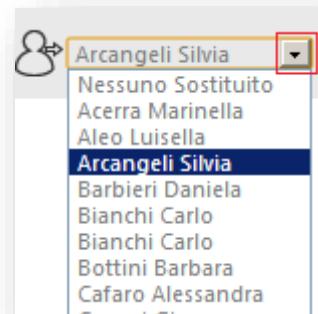 Arcangeli Silvia
Nessuno Sostituito
Acerra Marinella
Aleo Luisella
Arcangeli Silvia
Barbieri Daniela
Bianchi Carlo
Bianchi Carlo
Bottini Barbara
Cafaro Alessandra